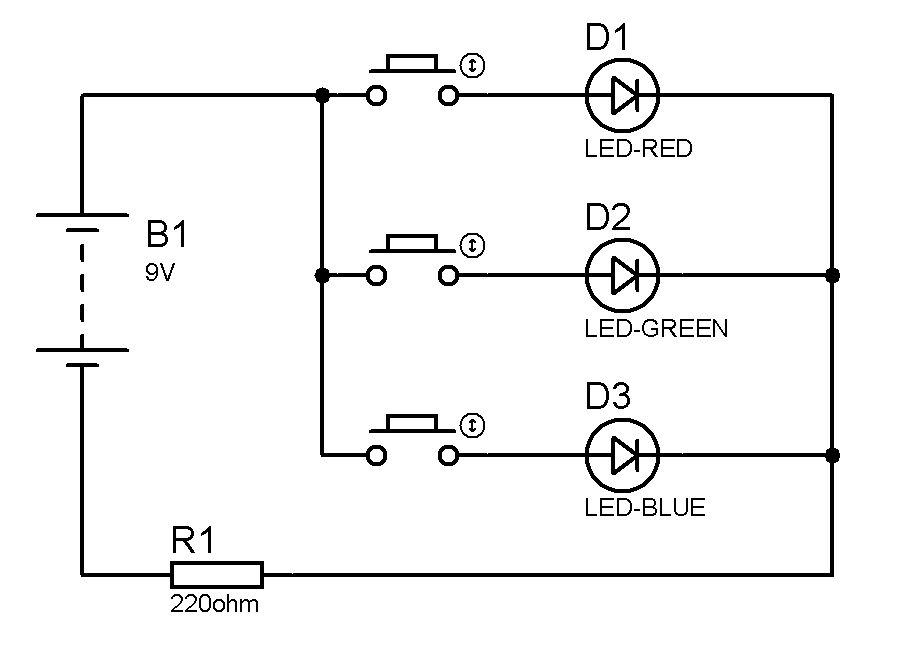 D1
LED-RED
D2
B1
9V
LED-GREEN
D3
LED-BLUE
R1
220ohm